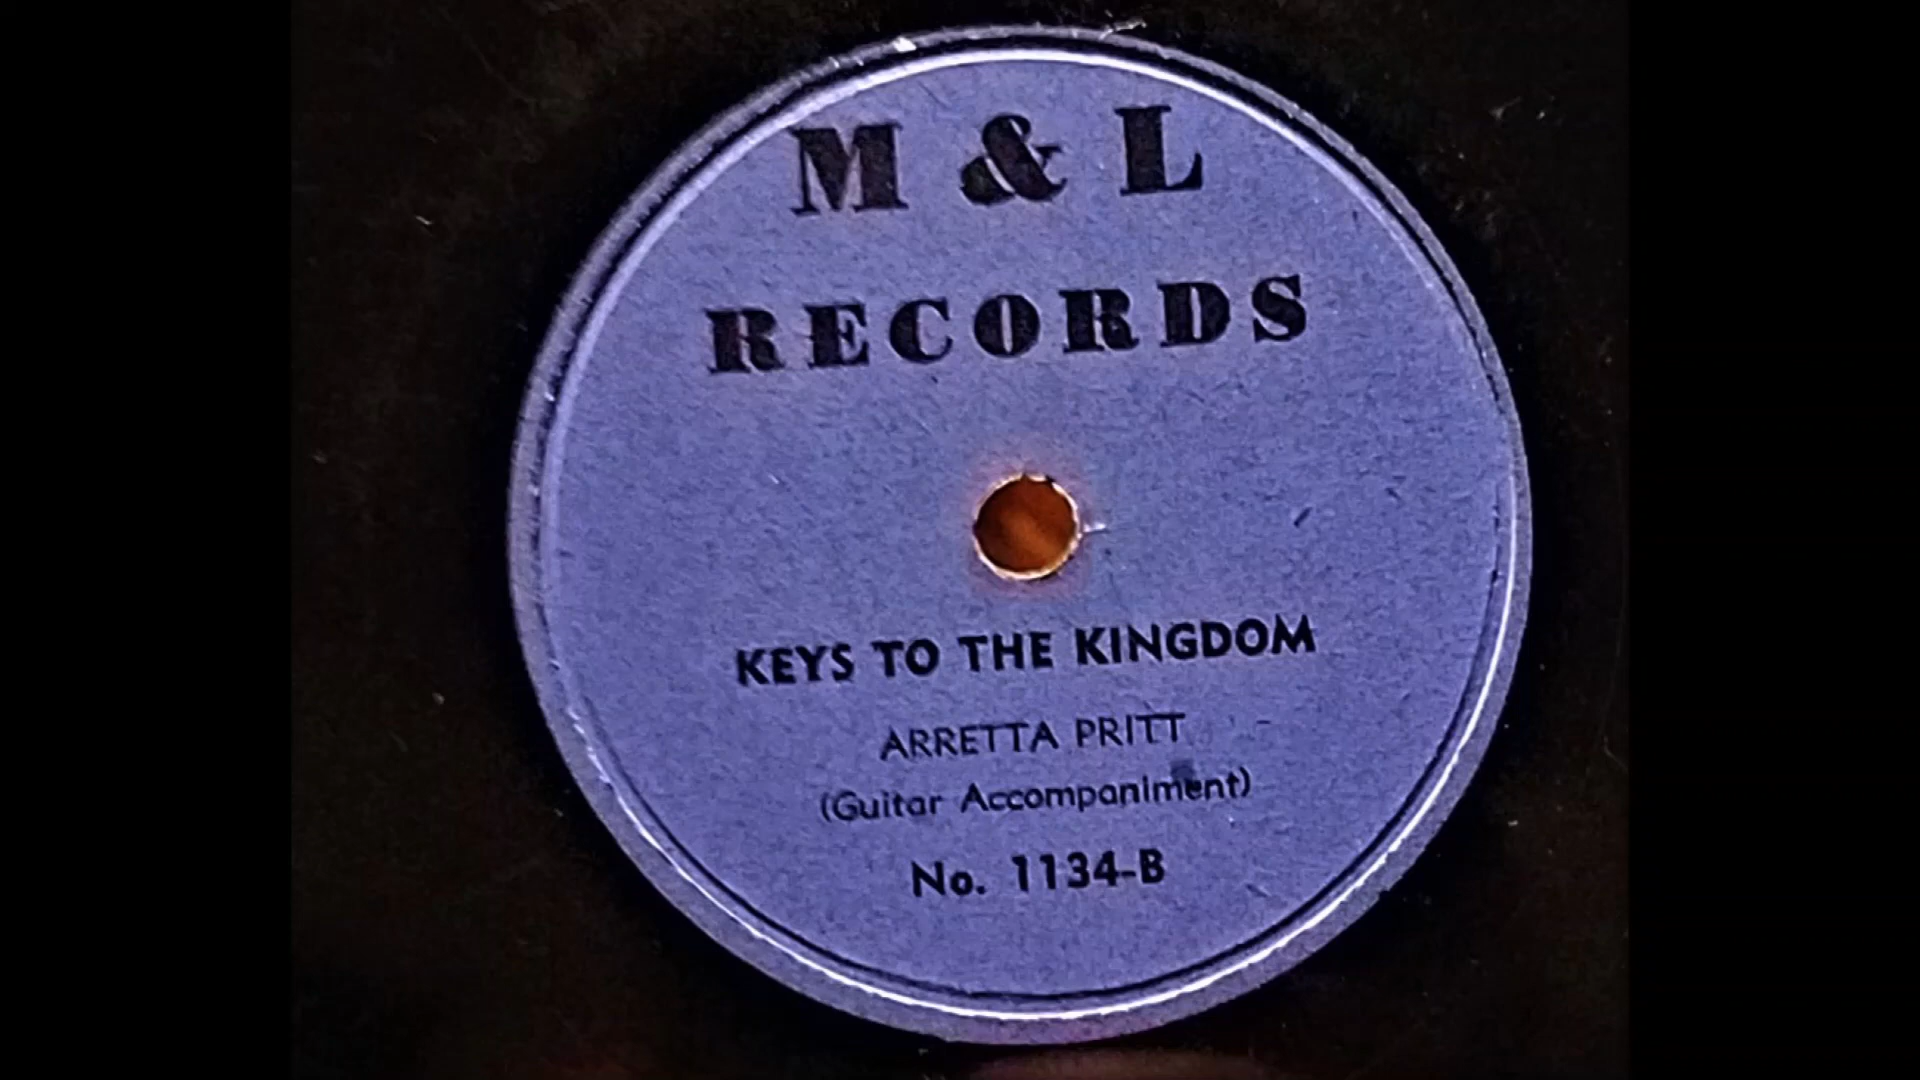 M & L
RECORDS
KEYS TO THE KINGDOM
ARRETTA PRITT
(Guitar Accompaniment)
No. 1134-B